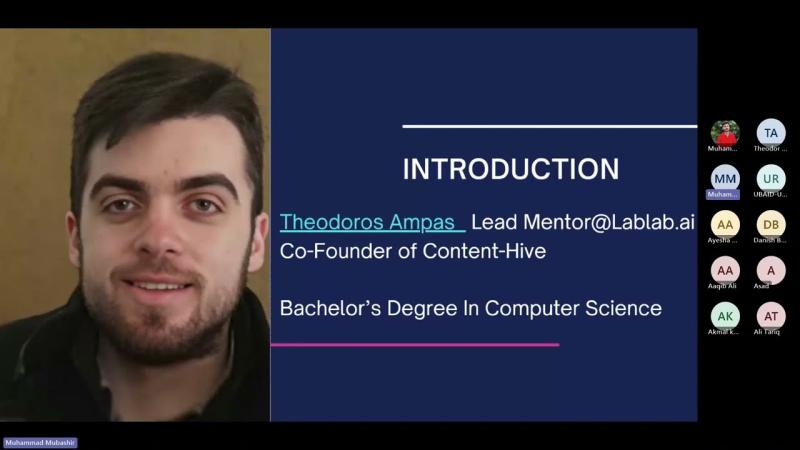 INTRODUCTION
Theodoros Ampas Lead Mentor@Lablab.ai
Co-Founder of Content-Hive
Bachelor’s Degree In Computer Science
TA
Muham...
Theodor ...
MM
UR
Muham...
UBAID-U...
AA
DB
Ayesha ...
Danish B...
AA
A
Aaqib Ali
Asad
AK
AT
Akmal k...
Ali Tariq
Muhammad Mubashir